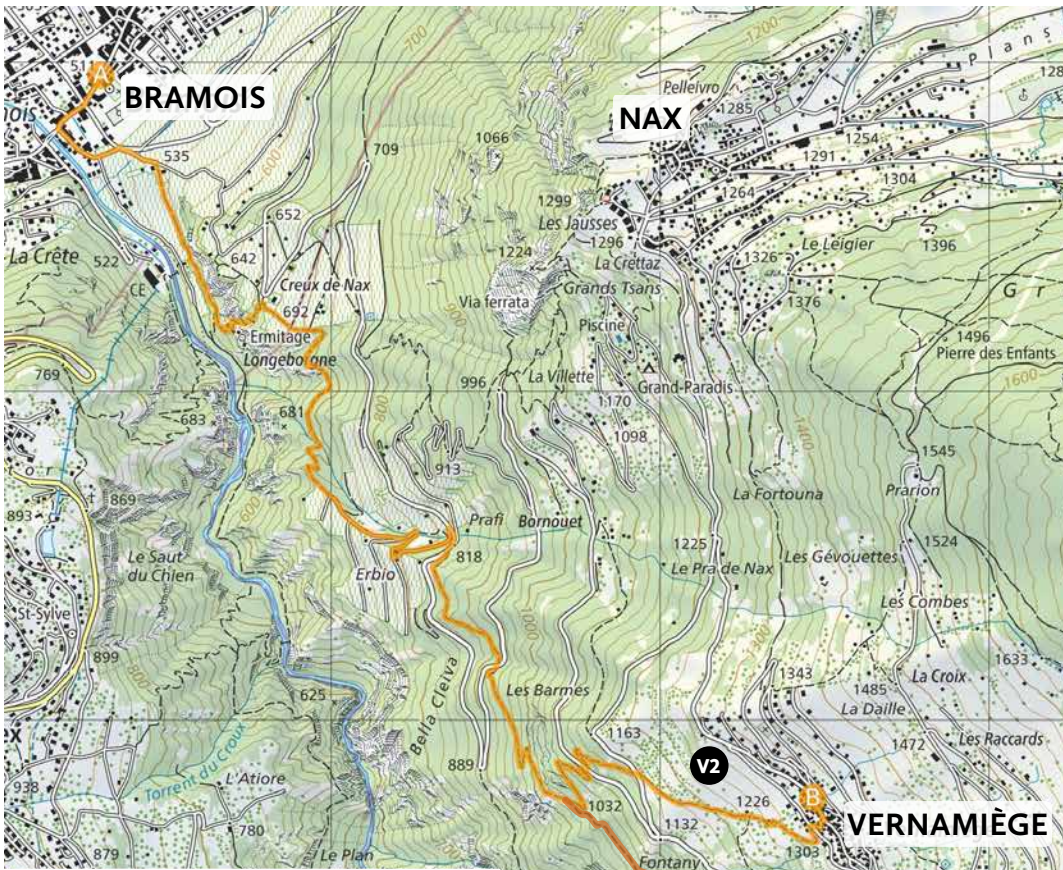 700
1200
Plans
A
BRAMOIS
Pelleivro
1285
NAX
1254
1066
535
709
1291
1304
600
1264
1299
Les Jausses
652
1296
1224
Le Leigier
1396
La Crête
522
642
La Crettaz
1326
Creux de Nax
Grands Tsans
CE
692
Via ferrata
1376
Ermitage
Longeborgne
Piscine
1496
Pierre des Enfants
769
996
La Villette
Grand-Paradis
1600
800
683
681
1170
1098
1400
913
1545
869
893
La Fortouna
Prarion
600
Prafi
Bornouet
818
1225
1524
Le Saut
du Chien
Erbio
Le Pra de Nax
Les Gévouettes
Les Combes
St-Sylve
1000
899
800
1400
1633
625
Bella Cleiva
Les Barmes
1343
La Croix
1485
La Daille
1163
1472
Les Raccards
889
V2
938
Torrent du Croux
L'Atiore
1226
B
1032
VERNAMIÈGE
780
1132
879
Le Plan
1303
Fontany